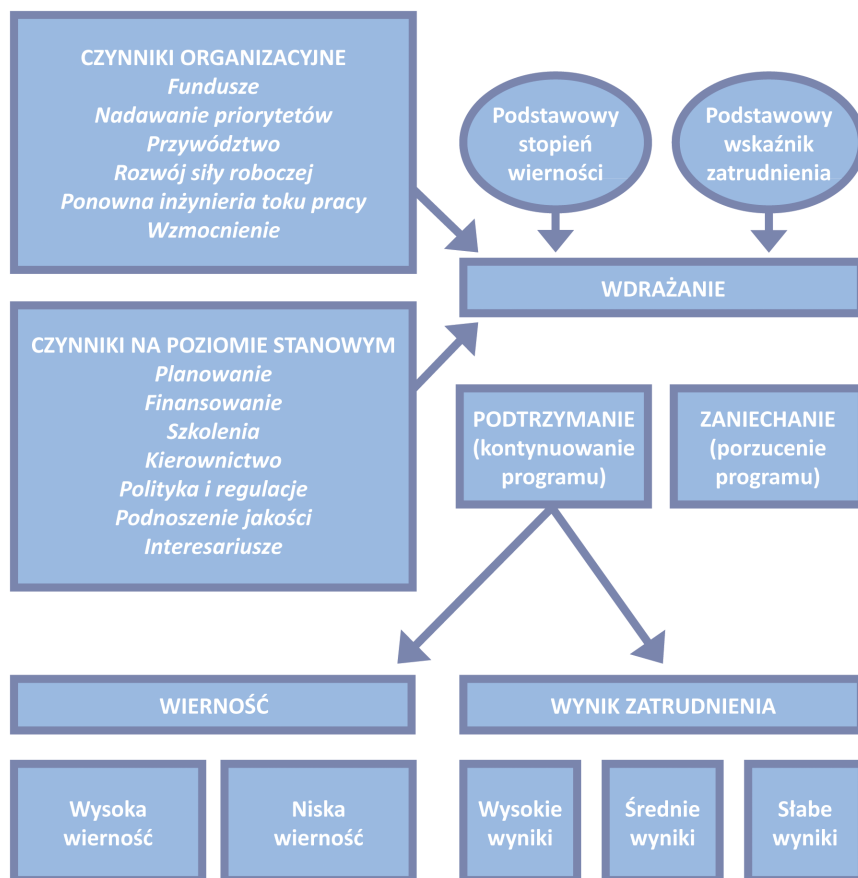 CZYNNIKI ORGANIZACYJNE
Fundusze
Nadawanie priorytetów
Przywództwo
Rozwój siły roboczej
Ponowna inżynieria toku pracy
Wzmocnienie
Podstawowy
stopień
wierności
Podstawowy
wskaźnik
zatrudnienia
WDRAŻANIE
CZYNNIKI NA POZIOMIE STANOWYM
Planowanie
Finansowanie
Szkolenia
Kierownictwo
Polityka i regulacje
Podnoszenie jakości
Interesariusze
PODTRZYMANIE
(kontynuowanie
programu)
ZANIECHANIE
(porzucenie
programu)
WIERNOŚĆ
WYNIK ZATRUDNIENIA
Wysoka
wierność
Niska
wierność
Wysokie
wyniki
Średnie
wyniki
Słabe
wyniki